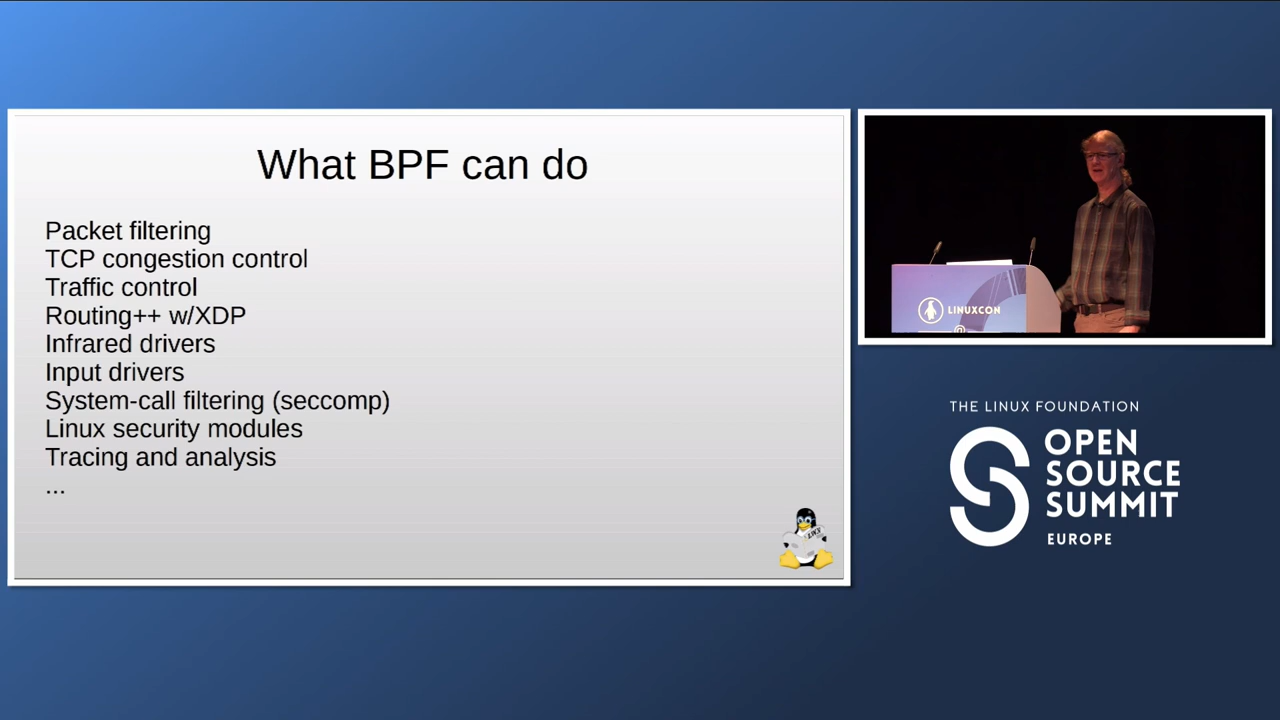 What BPF can do
Packet filtering
TCP congestion control
Traffic control
Routing++ w/XDP
Infrared drivers
Input drivers
System-call filtering (seccomp)
Linux security modules
Tracing and analysis
...
LINUXCON
@
THE LINUX FOUNDATION
OPEN
SOURCE
SUMMIT
EUROPE